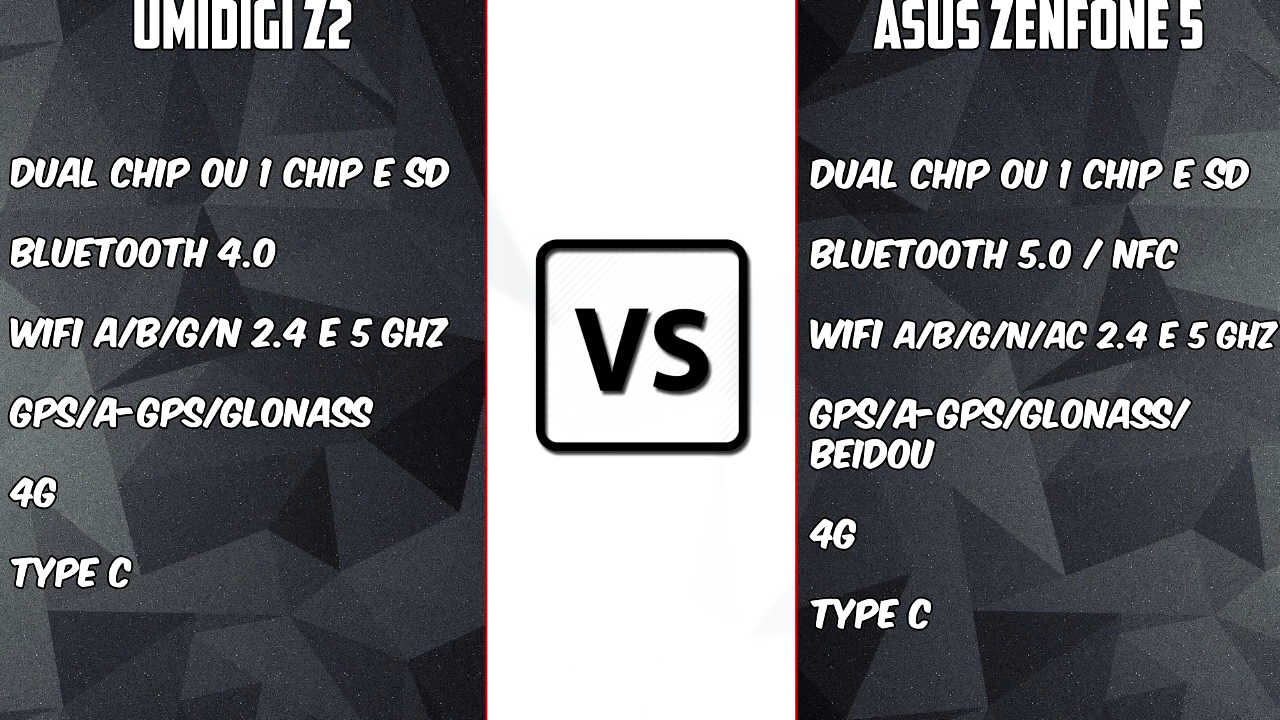 UMIDIGI Z2
DUAL CHIP OU 1 CHIP E SD
BLUETOOTH 4.0
WIFI A/B/G/N 2.4 E 5 GHZ
GPS/A-GPS/GLONASS
4G
TYPE C
VS
ASUS ZENFONE 5
DUAL CHIP OU 1 CHIP E SD
BLUETOOTH 5.0 / NFC
WIFI A/B/G/N/AC 2.4 E 5 GHZ
GPS/A-GPS/GLONASS/
BEIDOU
4G
TYPE C